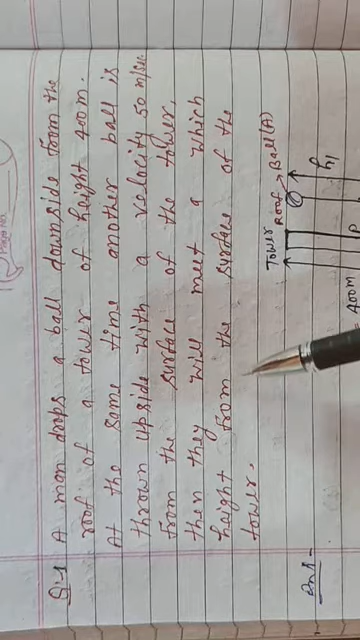 Q:1 A man drops a ball downside from the
roof of a tower of height 400m.
At the same time another ball is
thrown upside with a velocity 50 m/sec.
from the surface of the tower,
then they will meet a which
height from the surface of the
tower.
Ans-
Tower
Roof
Ball (A)
h1
P
400m
Page No.